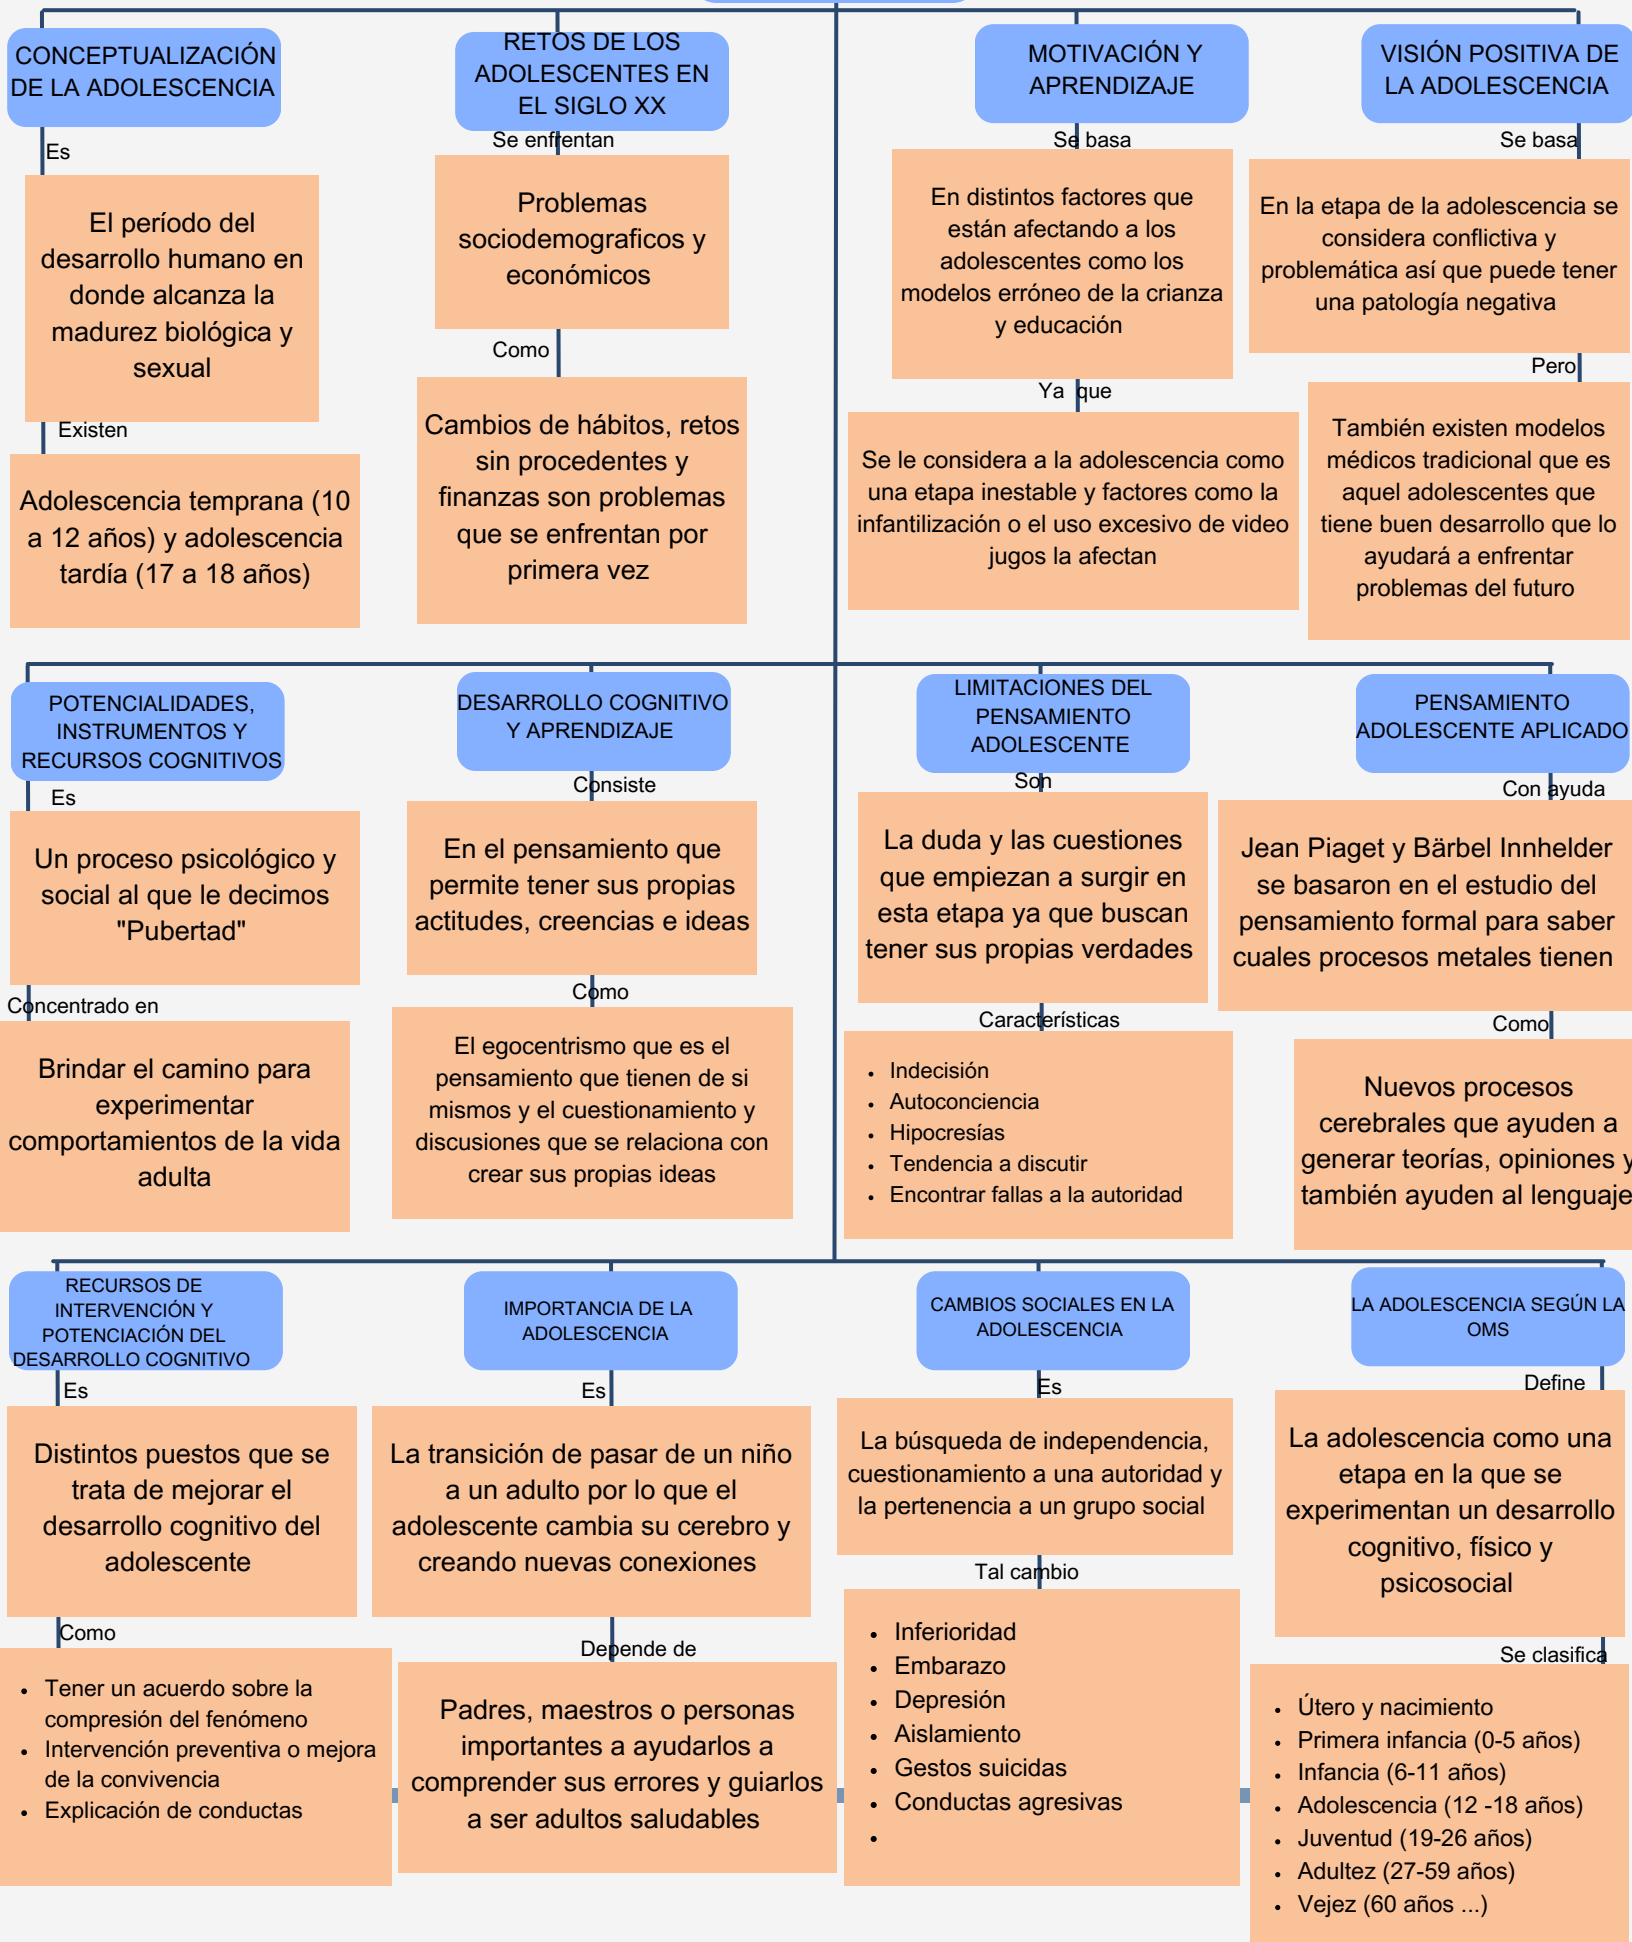 CONCEPTUALIZACIÓN
DE LA ADOLESCENCIA
Es
El período del
desarrollo humano en
donde alcanza la
madurez biológica y
sexual
Existen
Adolescencia temprana (10
a 12 años) y adolescencia
tardía (17 a 18 años)
RETOS DE LOS
ADOLESCENTES EN
EL SIGLO XX
Se enfrentan
Problemas
sociodemograficos y
económicos
Como
Cambios de hábitos, retos
sin procedentes y
finanzas son problemas
que se enfrentan por
primera vez
MOTIVACIÓN Y
APRENDIZAJE
Se basa
En distintos factores que
están afectando a los
adolescentes como los
modelos erróneo de la crianza
y educación
Ya que
Se le considera a la adolescencia como
una etapa inestable y factores como la
infantilización o el uso excesivo de video
jugos la afectan
VISIÓN POSITIVA DE
LA ADOLESCENCIA
Se basa
En la etapa de la adolescencia se
considera conflictiva y
problemática así que puede tener
una patología negativa
Pero
También existen modelos
médicos tradicional que es
aquel adolescentes que
tiene buen desarrollo que lo
ayudará a enfrentar
problemas del futuro
POTENCIALIDADES,
INSTRUMENTOS Y
RECURSOS COGNITIVOS
Es
Un proceso psicológico y
social al que le decimos
"Pubertad"
Concentrado en
Brindar el camino para
experimentar
comportamientos de la vida
adulta
DESARROLLO COGNITIVO
Y APRENDIZAJE
Consiste
En el pensamiento que
permite tener sus propias
actitudes, creencias e ideas
Como
El egocentrismo que es el
pensamiento que tienen de si
mismos y el cuestionamiento y
discusiones que se relaciona con
crear sus propias ideas
LIMITACIONES DEL
PENSAMIENTO
ADOLESCENTE
Son
La duda y las cuestiones
que empiezan a surgir en
esta etapa ya que buscan
tener sus propias verdades
Características
• Indecisión
• Autoconciencia
• Hipocresías
• Tendencia a discutir
• Encontrar fallas a la autoridad
PENSAMIENTO
ADOLESCENTE APLICADO
Con ayuda
Jean Piaget y Bärbel Innhelder
se basaron en el estudio del
pensamiento formal para saber
cuales procesos metales tienen
Como
Nuevos procesos
cerebrales que ayuden a
generar teorías, opiniones y
también ayuden al lenguaje
RECURSOS DE
INTERVENCIÓN Y
POTENCIACIÓN DEL
DESARROLLO COGNITIVO
Es
Distintos puestos que se
trata de mejorar el
desarrollo cognitivo del
adolescente
Como
• Tener un acuerdo sobre la
compresión del fenómeno
• Intervención preventiva o mejora
de la convivencia
• Explicación de conductas
IMPORTANCIA DE LA
ADOLESCENCIA
Es
La transición de pasar de un niño
a un adulto por lo que el
adolescente cambia su cerebro y
creando nuevas conexiones
Depende de
Padres, maestros o personas
importantes a ayudarlos a
comprender sus errores y guiarlos
a ser adultos saludables
CAMBIOS SOCIALES EN LA
ADOLESCENCIA
Es
La búsqueda de independencia,
cuestionamiento a una autoridad y
la pertenencia a un grupo social
Tal cambio
• Inferioridad
• Embarazo
• Depresión
• Aislamiento
• Gestos suicidas
• Conductas agresivas
•
LA ADOLESCENCIA SEGÚN LA
OMS
Define
La adolescencia como una
etapa en la que se
experimentan un desarrollo
cognitivo, físico y
psicosocial
Se clasifica
• Útero y nacimiento
• Primera infancia (0-5 años)
• Infancia (6-11 años)
• Adolescencia (12 -18 años)
• Juventud (19-26 años)
• Adultez (27-59 años)
• Vejez (60 años ...)